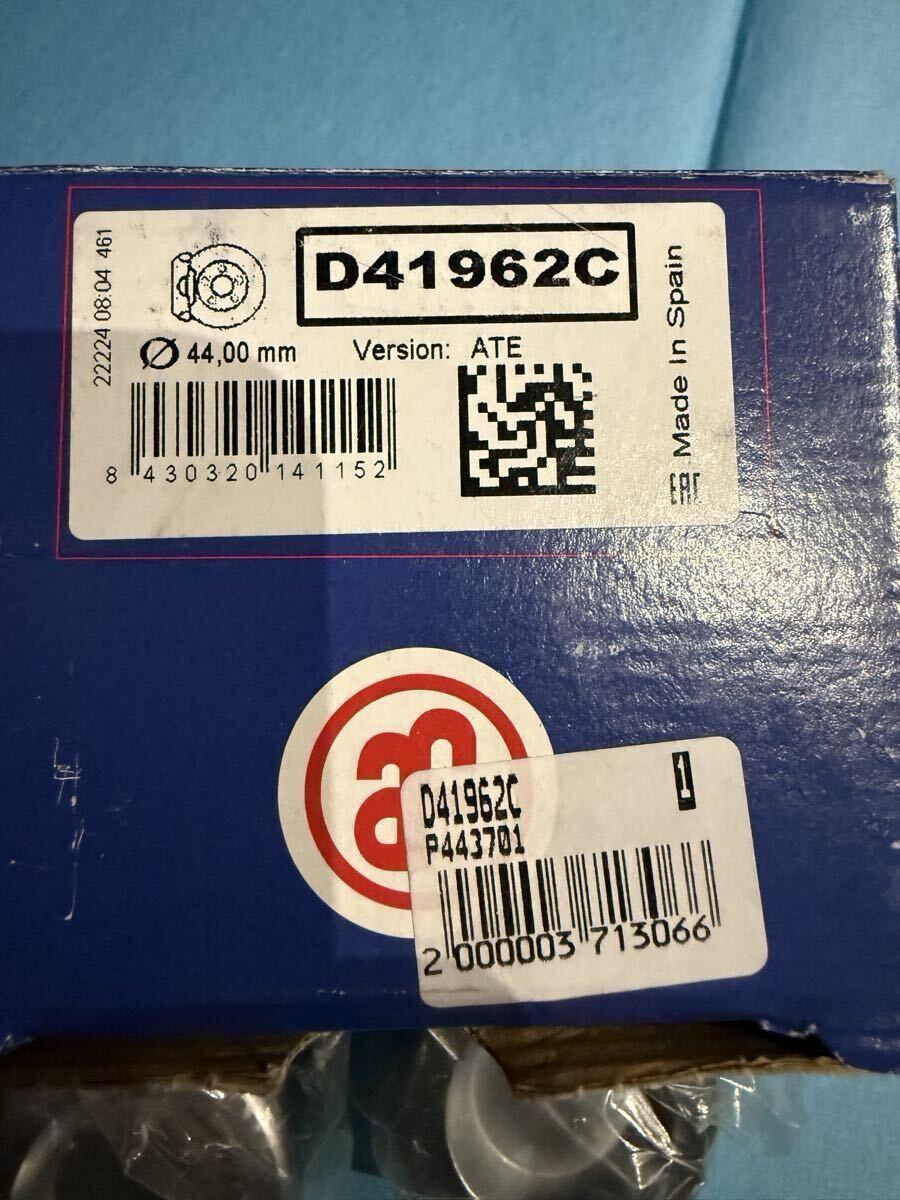 22224 08:04 461
D41962C
Ø 44,00 mm
Version: ATE
8 430320 141152
Made In Spain
EAC
D41962C
1
P443701
2 000003 713066